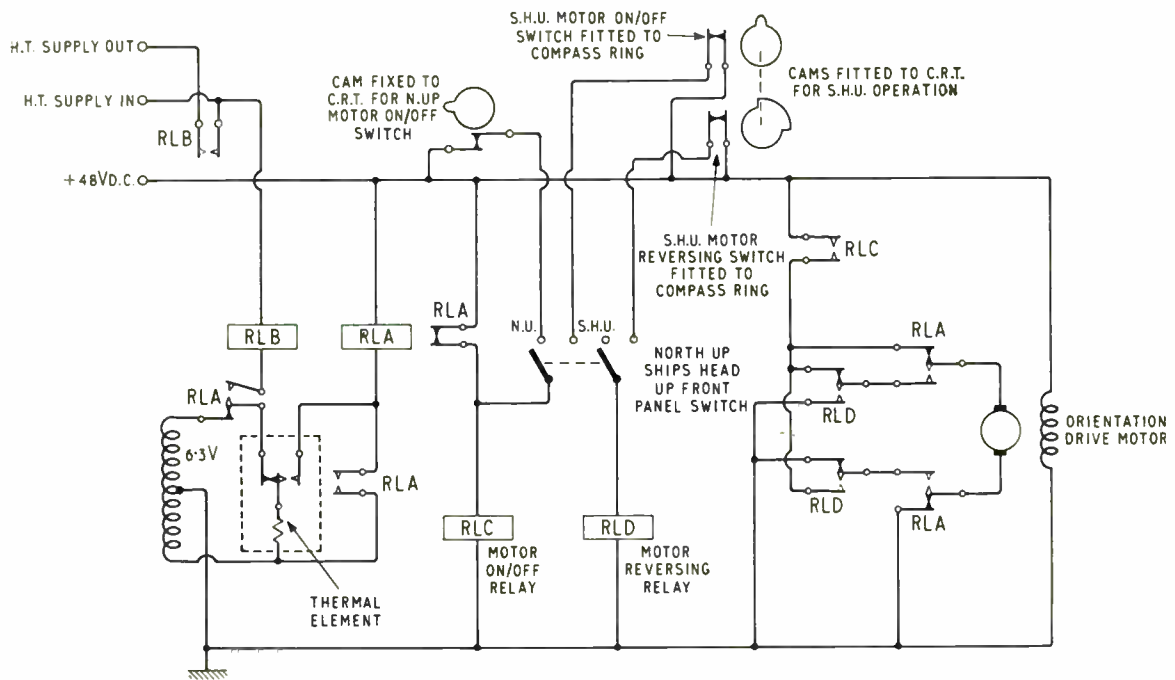 S.H.U. MOTOR ON/OFF
SWITCH FITTED TO
COMPASS RING
H.T. SUPPLY OUT
CAM FIXED TO
C.R.T. FOR N.UP
MOTOR ON/OFF
SWITCH
CAMS FITTED TO C.R.T.
FOR S.H.U. OPERATION
H.T. SUPPLY IN
RLB
+48V D.C.
S.H.U. MOTOR
REVERSING SWITCH
FITTED TO
COMPASS RING
RLC
RLA
N.U.
S.H.U.
RLB
RLA
RLA
NORTH UP
SHIPS HEAD
UP FRONT
PANEL SWITCH
RLA
RLD
ORIENTATION
DRIVE MOTOR
6·3V
RLA
RLD
RLA
RLC
RLD
MOTOR
ON/OFF
RELAY
MOTOR
REVERSING
RELAY
THERMAL
ELEMENT